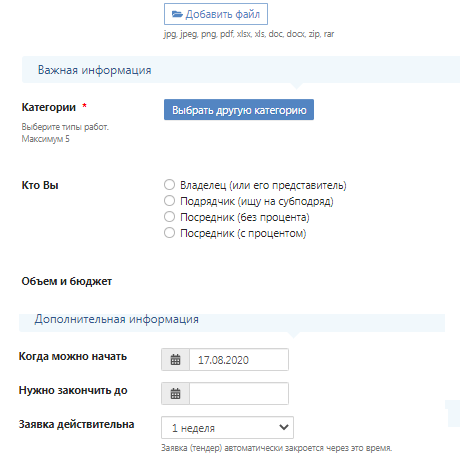 Добавить файл
jpg, jpeg, png, pdf, xlsx, xls, doc, docx, zip, rar
Важная информация
Категории *
Выбрать другую категорию
Выберите типы работ.
Максимум 5
Кто Вы
Владелец (или его представитель)
Подрядчик (ищу на субподряд)
Посредник (без процента)
Посредник (с процентом)
Объем и бюджет
Дополнительная информация
Когда можно начать
17.08.2020
Нужно закончить до
Заявка действительна
1 неделя
Заявка (тендер) автоматически закроется через это время.